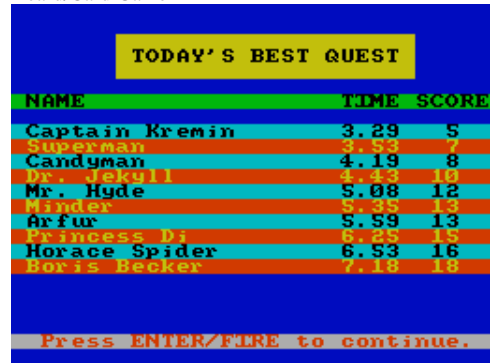 TODAY'S BEST QUEST
NAME TIME SCORE
Captain Kremin 3.29 5
Superman 3.53 7
Candyman 4.19 8
Dr. Jekyll 4.43 10
Mr. Hyde 5.08 12
Minder 5.35 13
Arfur 5.59 13
Princess Di 6.25 15
Horace Spider 6.53 16
Boris Becker 7.18 18
Press ENTER/FIRE to continue.